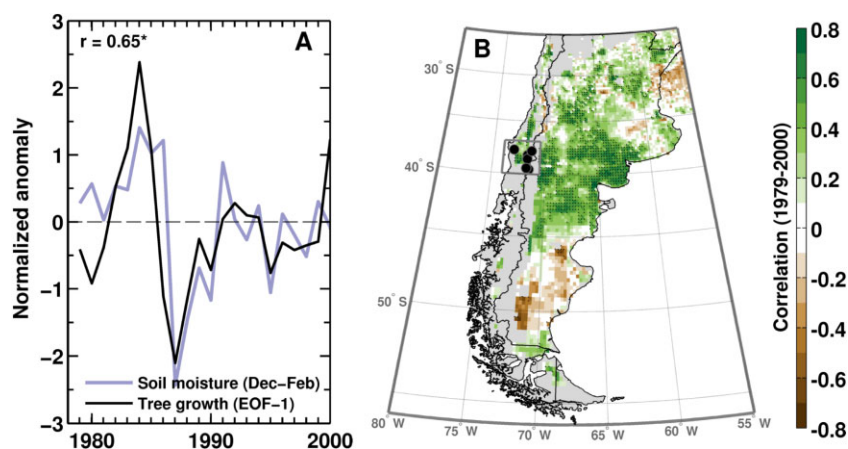 r = 0.65*
A
3
2
1
0
-1
-2
-3
Normalized anomaly
Soil moisture (Dec-Feb)
Tree growth (EOF-1)
1980
1990
2000
B
30° S
40° S
50° S
80° W
75° W
70° W
65° W
60° W
55° W
0.8
0.6
0.4
0.2
0
-0.2
-0.4
-0.6
-0.8
Correlation (1979-2000)